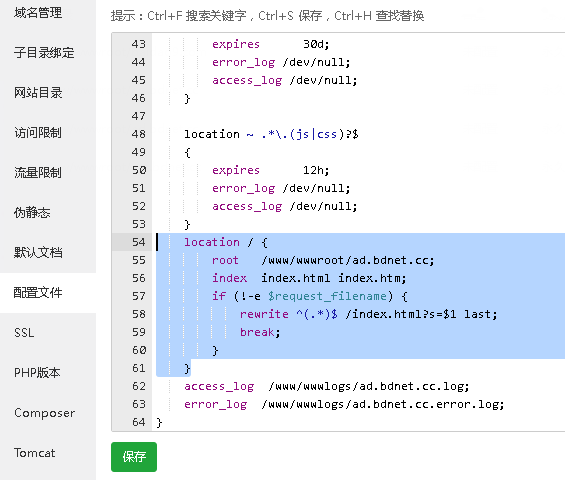 域名管理
子目录绑定
网站目录
访问限制
流量限制
伪静态
默认文档
配置文件
SSL
PHP版本
Composer
Tomcat
提示：Ctrl+F 搜索关键字，Ctrl+S 保存，Ctrl+H 查找替换
43 expires 30d;
44 error_log /dev/null;
45 access_log /dev/null;
46 }
47
48 location ~ .*\.(js|css)?$
49 {
50 expires 12h;
51 error_log /dev/null;
52 access_log /dev/null;
53 }
54 location / {
55 root /www/wwwroot/ad.bdnet.cc;
56 index index.html index.htm;
57 if (!-e $request_filename) {
58 rewrite ^(.*)$ /index.html?s=$1 last;
59 break;
60 }
61 }
62 access_log /www/wwwlogs/ad.bdnet.cc.log;
63 error_log /www/wwwlogs/ad.bdnet.cc.error.log;
64 }
保存